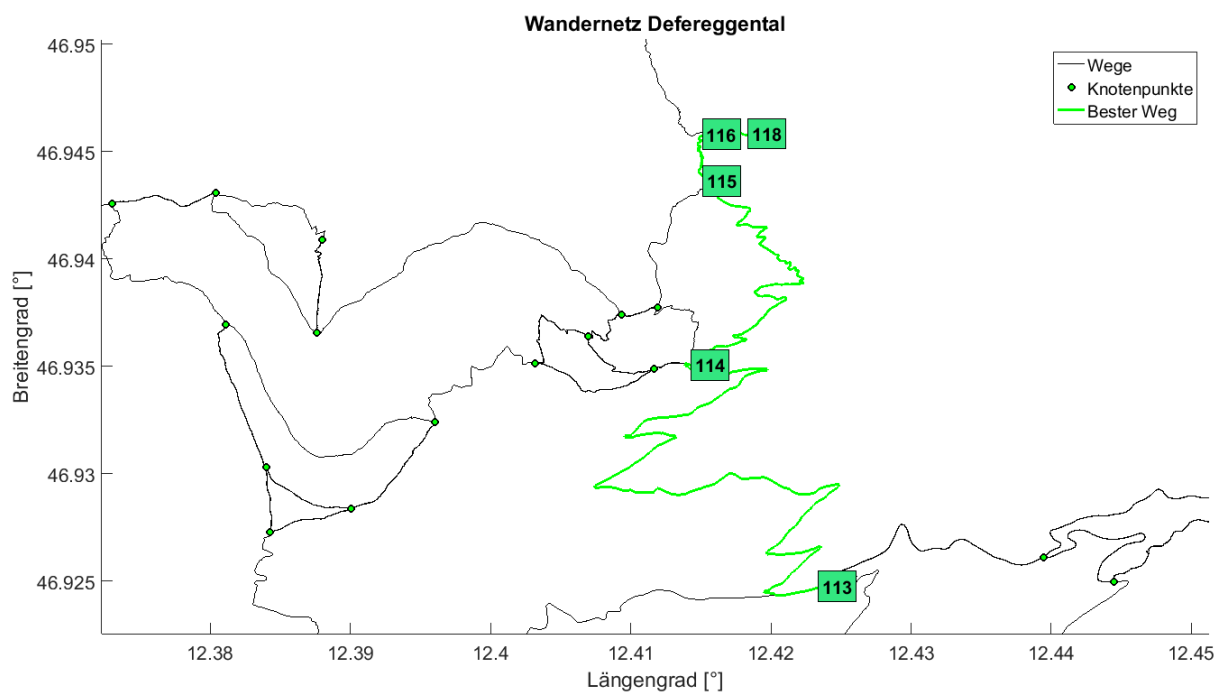 Wandernetz Defereggental
46.95
46.945
46.94
46.935
46.93
46.925
Breitengrad [°]
12.38 12.39 12.4 12.41 12.42 12.43 12.44 12.45
Längengrad [°]
Wege
Knotenpunkte
Bester Weg
116 118
115
114
113